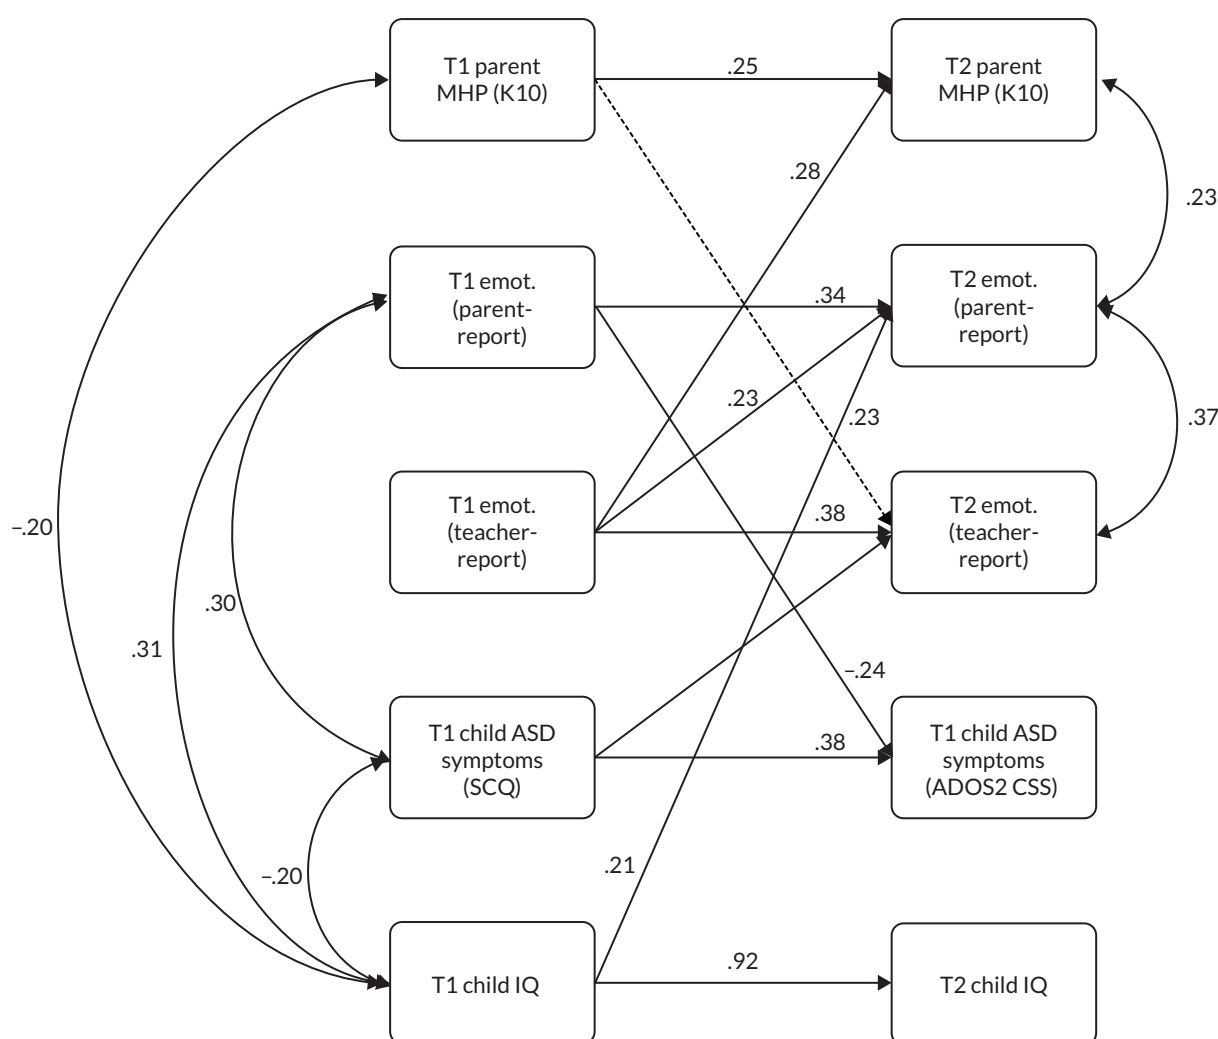 T1 parent
MHP (K10)
.25
T2 parent
MHP (K10)
.28
.23
T1 emot.
(parent-
report)
.34
T2 emot.
(parent-
report)
.23
.23
.37
T1 emot.
(teacher-
report)
.38
T2 emot.
(teacher-
report)
–.20
.30
.31
–.24
T1 child ASD
symptoms
(SCQ)
.38
T1 child ASD
symptoms
(ADOS2 CSS)
–.20
.21
T1 child IQ
.92
T2 child IQ